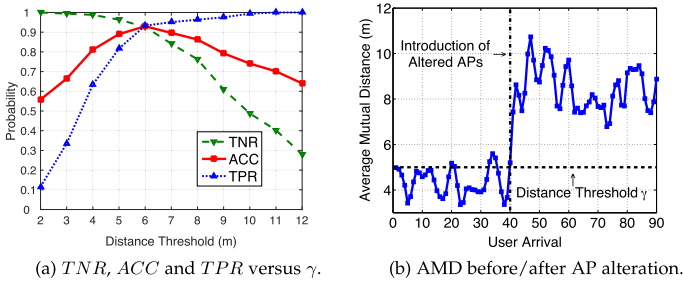 1
0.9
0.8
0.7
0.6
0.5
0.4
0.3
0.2
0.1
0
Probability
TNR
ACC
TPR
2 3 4 5 6 7 8 9 10 11 12
Distance Threshold (m)
(a) TNR, ACC and TPR versus γ.
12
10
8
6
4
Average Mutual Distance (m)
Introduction of
Altered APs
Distance Threshold γ
0 10 20 30 40 50 60 70 80 90
User Arrival
(b) AMD before/after AP alteration.